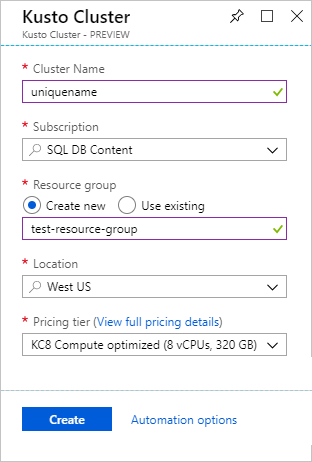 Kusto Cluster
Kusto Cluster - PREVIEW
* Cluster Name
uniquename
* Subscription
SQL DB Content
* Resource group
Create new Use existing
test-resource-group
* Location
West US
* Pricing tier (View full pricing details)
KC8 Compute optimized (8 vCPUs, 320 GB)
Create Automation options